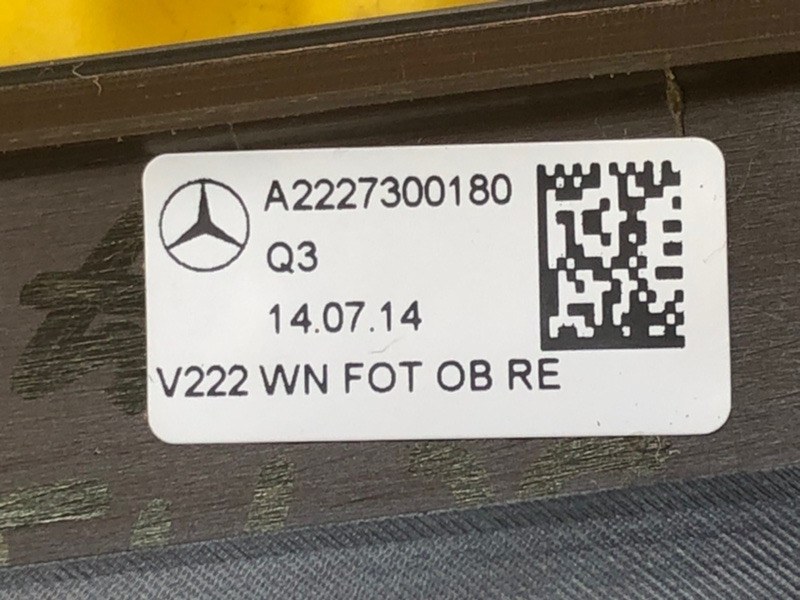 A2227300180
Q3
14.07.14
V222 WN FOT OB RE